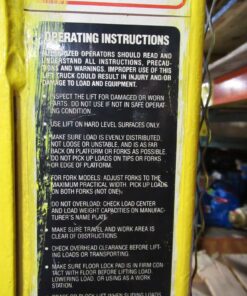 OPERATING INSTRUCTIONS
AUTHORIZED OPERATORS SHOULD READ AND
UNDERSTAND ALL INSTRUCTIONS, PRECAU-
TIONS AND WARNINGS. IMPROPER USE OF THIS
LIFT TRUCK COULD RESULT IN INJURY AND/OR
DAMAGE TO LOAD AND EQUIPMENT.
INSPECT THE LIFT FOR DAMAGED OR WORN
PARTS. DO NOT USE IF NOT IN SAFE OPERAT-
ING CONDITION.
USE LIFT ON HARD LEVEL SURFACES ONLY.
MAKE SURE LOAD IS EVENLY DISTRIBUTED,
NOT LOOSE OR UNSTABLE, AND IS AS FAR
BACK ON PLATFORM OR FORKS AS POSSIBLE.
DO NOT PICK UP LOADS ON TIPS OR FORKS
OR EDGE OF PLATFORM.
FOR FORK MODELS: ADJUST FORKS TO THE
MAXIMUM PRACTICAL WIDTH. PICK UP LOADS
ON BOTH FORKS (NOT ONE).
DO NOT OVERLOAD: CHECK LOAD CENTER
AND LOAD WEIGHT CAPACITIES ON MANUFAC-
TURER'S NAME PLATE.
MAKE SURE TRAVEL AND WORK AREA IS
CLEAR OF OBSTRUCTIONS.
CHECK OVERHEAD CLEARANCE BEFORE LIFT-
ING LOADS OR TRANSPORTING.
MAKE SURE FLOOR LOCK PAD IS IN FIRM CON-
TACT WITH FLOOR BEFORE LIFTING LOAD,
LOWERING LOAD, OR USING AS A WORK
STATION.